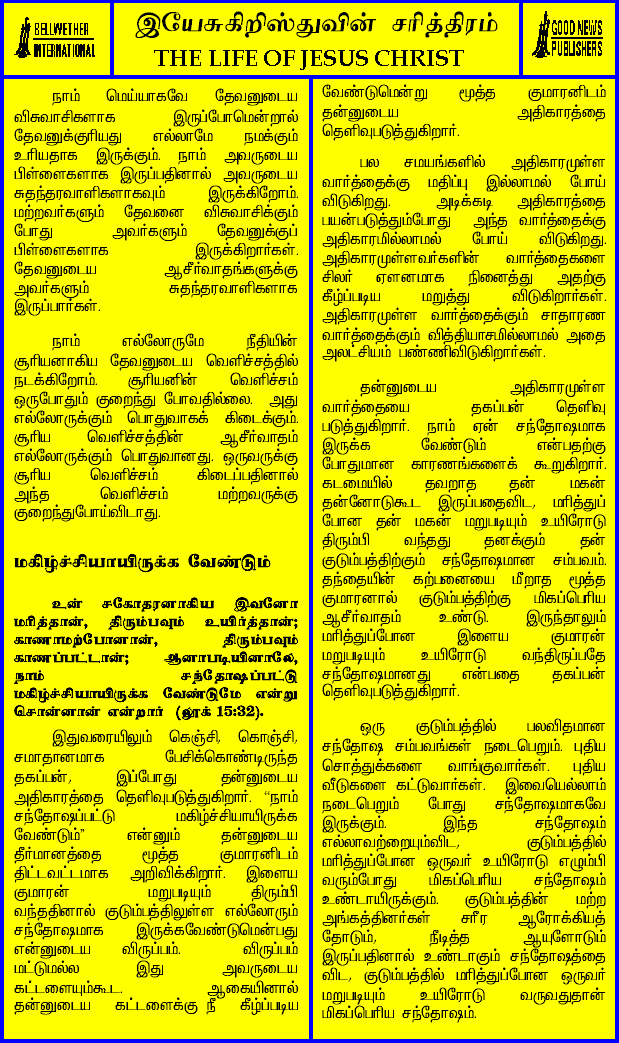 BELLWETHER
INTERNATIONAL
இயேசுகிறிஸ்துவின் சரித்திரம்
THE LIFE OF JESUS CHRIST
GOOD NEWS
PUBLISHERS
நாம் மெய்யாகவே தேவனுடைய
விசுவாசிகளாக இருப்போமென்றால்
தேவனுக்குரியது எல்லாமே நமக்கும்
உரியதாக இருக்கும். நாம் அவருடைய
பிள்ளைகளாக இருப்பதினால் அவருடைய
சுதந்தரவாளிகளாகவும் இருக்கிறோம்.
மற்றவர்களும் தேவனை விசுவாசிக்கும்
போது அவர்களும் தேவனுக்குப்
பிள்ளைகளாக இருக்கிறார்கள்.
தேவனுடைய ஆசீர்வாதங்களுக்கு
அவர்களும் சுதந்தரவாளிகளாக
இருப்பார்கள்.
நாம் எல்லோருமே நீதியின்
சூரியனாகிய தேவனுடைய வெளிச்சத்தில்
நடக்கிறோம். சூரியனின் வெளிச்சம்
ஒருபோதும் குறைந்து போவதில்லை. அது
எல்லோருக்கும் பொதுவாகக் கிடைக்கும்.
சூரிய வெளிச்சத்தின் ஆசீர்வாதம்
எல்லோருக்கும் பொதுவானது. ஒருவருக்கு
சூரிய வெளிச்சம் கிடைப்பதினால்
அந்த வெளிச்சம் மற்றவருக்கு
குறைந்துபோய்விடாது.
மகிழ்ச்சியாயிருக்க வேண்டும்
உன் சகோதரனாகிய இவனோ
மரித்தான், திரும்பவும் உயிர்த்தான்;
காணாமற்போனான், திரும்பவும்
காணப்பட்டான்; ஆனாபடியினாலே,
நாம் சந்தோஷப்பட்டு
மகிழ்ச்சியாயிருக்க வேண்டுமே என்று
சொன்னான் என்றார் (லூக் 15:32).
இதுவரையிலும் கெஞ்சி, கொஞ்சி,
சமாதானமாக பேசிக்கொண்டிருந்த
தகப்பன், இப்போது தன்னுடைய
அதிகாரத்தை தெளிவுபடுத்துகிறார். "நாம்
சந்தோஷப்பட்டு மகிழ்ச்சியாயிருக்க
வேண்டும்" என்னும் தன்னுடைய
தீர்மானத்தை மூத்த குமாரனிடம்
திட்டவட்டமாக அறிவிக்கிறார். இளைய
குமாரன் மறுபடியும் திரும்பி
வந்ததினால் குடும்பத்திலுள்ள எல்லோரும்
சந்தோஷமாக இருக்கவேண்டுமென்பது
என்னுடைய விருப்பம். விருப்பம்
மட்டுமல்ல இது அவருடைய
கட்டளையும்கூட. ஆகையினால்
தன்னுடைய கட்டளைக்கு நீ கீழ்ப்படிய
வேண்டுமென்று மூத்த குமாரனிடம்
தன்னுடைய அதிகாரத்தை
தெளிவுபடுத்துகிறார்.
பல சமயங்களில் அதிகாரமுள்ள
வார்த்தைக்கு மதிப்பு இல்லாமல் போய்
விடுகிறது. அடிக்கடி அதிகாரத்தை
பயன்படுத்தும்போது அந்த வார்த்தைக்கு
அதிகாரமில்லாமல் போய் விடுகிறது.
அதிகாரமுள்ளவர்களின் வார்த்தைகளை
சிலர் ஏளனமாக நினைத்து அதற்கு
கீழ்ப்படிய மறுத்து விடுகிறார்கள்.
அதிகாரமுள்ள வார்த்தைக்கும் சாதாரண
வார்த்தைக்கும் வித்தியாசமில்லாமல் அதை
அலட்சியம் பண்ணிவிடுகிறார்கள்.
தன்னுடைய அதிகாரமுள்ள
வார்த்தையை தகப்பன் தெளிவு
படுத்துகிறார். நாம் ஏன் சந்தோஷமாக
இருக்க வேண்டும் என்பதற்கு
போதுமான காரணங்களைக் கூறுகிறார்.
கடமையில் தவறாத தன் மகன்
தன்னோடுகூட இருப்பதைவிட, மரித்துப்
போன தன் மகன் மறுபடியும் உயிரோடு
திரும்பி வந்தது தனக்கும் தன்
குடும்பத்திற்கும் சந்தோஷமான சம்பவம்.
தந்தையின் கற்பனையை மீறாத மூத்த
குமாரனால் குடும்பத்திற்கு மிகப்பெரிய
ஆசீர்வாதம் உண்டு. இருந்தாலும்
மரித்துப்போன இளைய குமாரன்
மறுபடியும் உயிரோடு வந்திருப்பதே
சந்தோஷமானது என்பதை தகப்பன்
தெளிவுபடுத்துகிறார்.
ஒரு குடும்பத்தில் பலவிதமான
சந்தோஷ சம்பவங்கள் நடைபெறும். புதிய
சொத்துக்களை வாங்குவார்கள். புதிய
வீடுகளை கட்டுவார்கள். இவையெல்லாம்
நடைபெறும் போது சந்தோஷமாகவே
இருக்கும். இந்த சந்தோஷம்
எல்லாவற்றையும்விட, குடும்பத்தில்
மரித்துப்போன ஒருவர் உயிரோடு எழும்பி
வரும்போது மிகப்பெரிய சந்தோஷம்
உண்டாயிருக்கும். குடும்பத்தின் மற்ற
அங்கத்தினர்கள் சரீர ஆரோக்கியத்
தோடும், நீடித்த ஆயுளோடும்
இருப்பதினால் உண்டாகும் சந்தோஷத்தை
விட, குடும்பத்தில் மரித்துப்போன ஒருவர்
மறுபடியும் உயிரோடு வருவதுதான்
மிகப்பெரிய சந்தோஷம்.